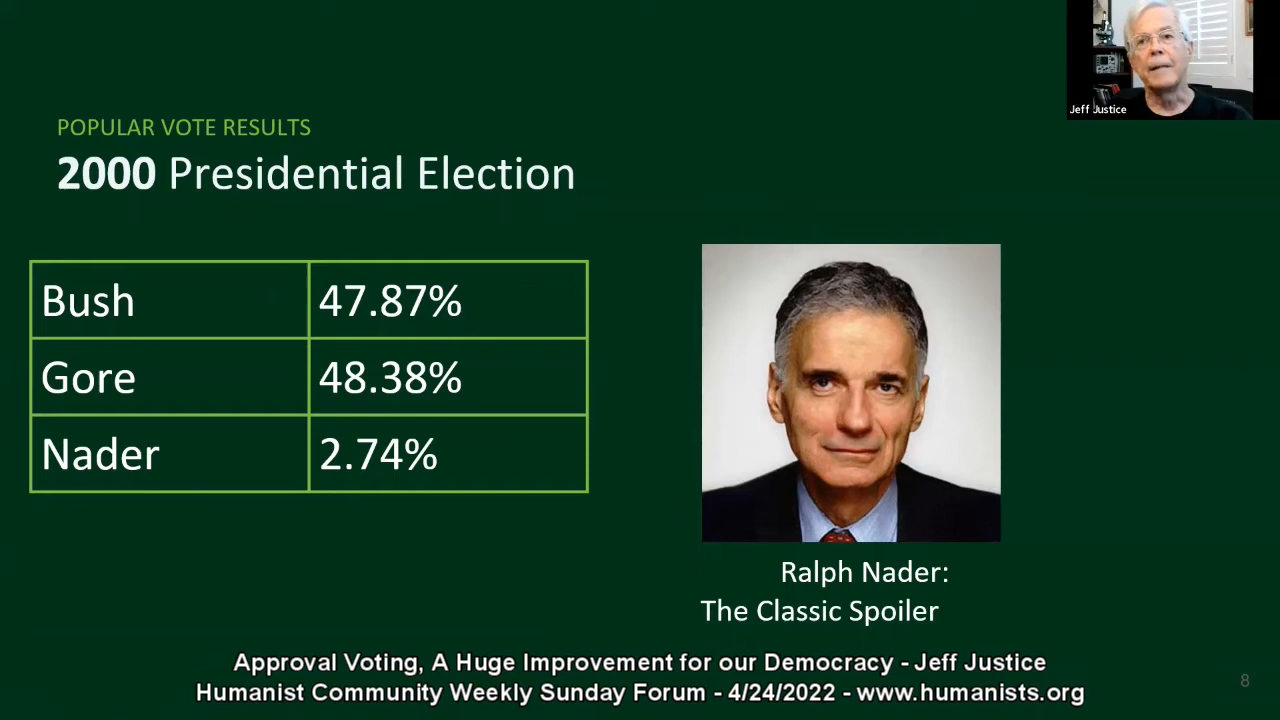 Jeff Justice
POPULAR VOTE RESULTS
2000 Presidential Election
Bush 47.87%
Gore 48.38%
Nader 2.74%
Ralph Nader:
The Classic Spoiler
Approval Voting, A Huge Improvement for our Democracy - Jeff Justice
Humanist Community Weekly Sunday Forum - 4/24/2022 - www.humanists.org
8